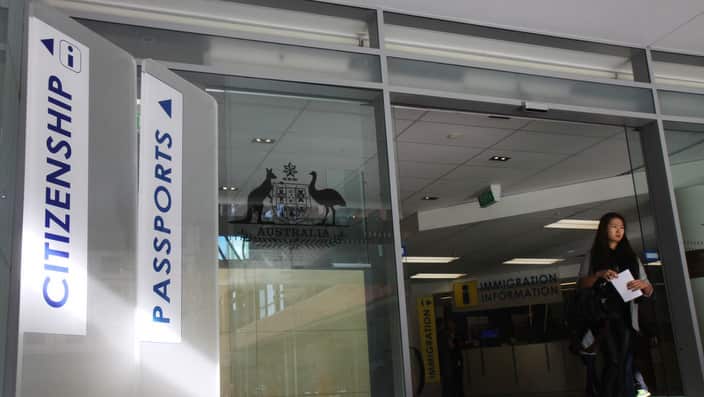 CITIZENSHIP
i
PASSPORTS
AUSTRALIA
i
IMMIGRATION
INFORMATION
i
IMMIGRATION